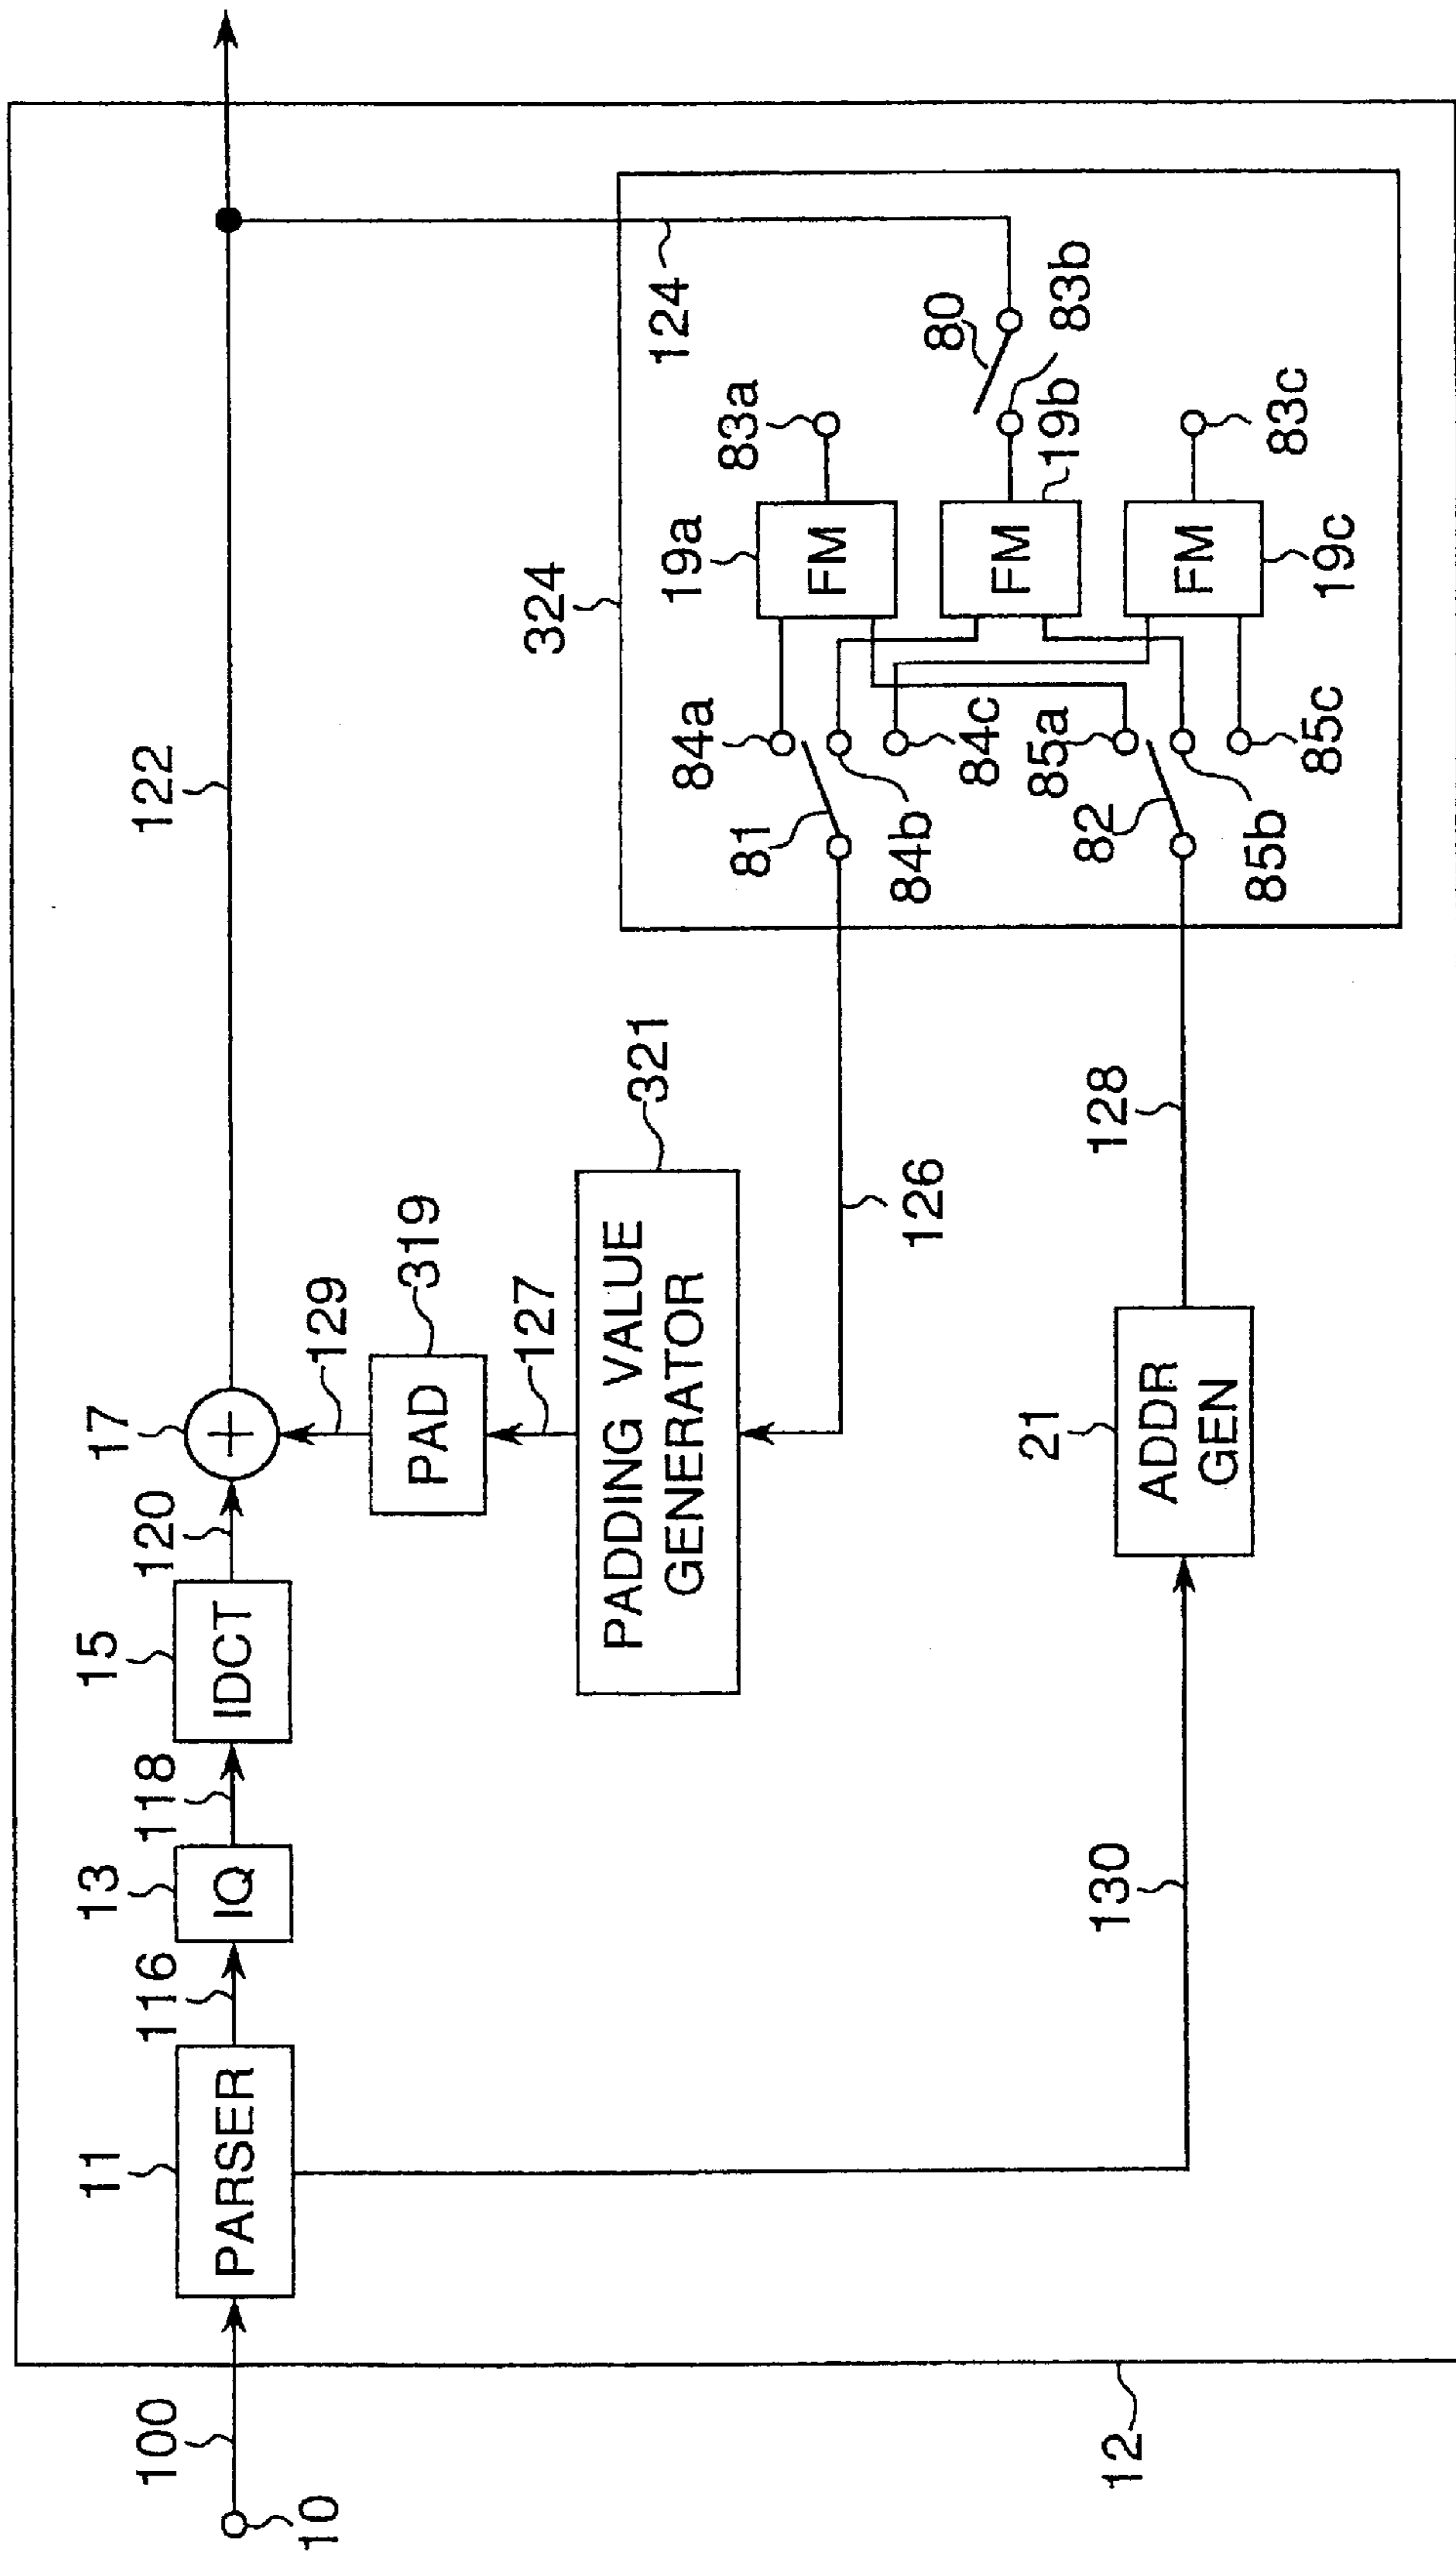 10
100
11
PARSER
116
13
IQ
118
15
IDCT
120
17
122
129
319
PAD
127
321
PADDING VALUE
GENERATOR
126
130
21
ADDR
GEN
128
324
81
84a
84b
84c
82
85a
85b
85c
19a
FM
83a
FM
19b
83b
80
124
FM
19c
83c
12